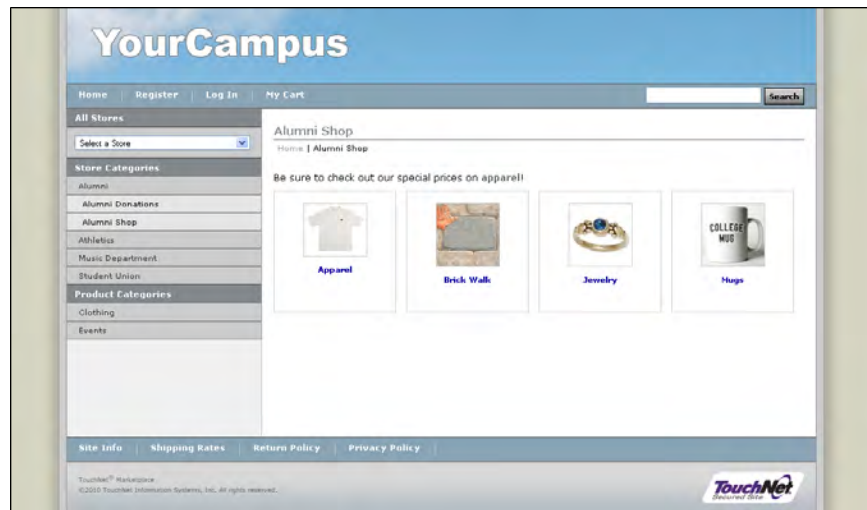 YourCampus
Home | Register | Log In | My Cart
Search
All Stores
Select a Store
Store Categories
Alumni
Alumni Donations
Alumni Shop
Athletics
Music Department
Student Union
Product Categories
Clothing
Events
Alumni Shop
Home | Alumni Shop
Be sure to check out our special prices on apparel!
Apparel
Brick Walk
COLLEGE
MUG
Jewelry
Mugs
Site Info | Shipping Rates | Return Policy | Privacy Policy |
TouchNet® Marketplace
©2010 TouchNet Information Systems, Inc. All rights reserved.
TouchNet
Secured Site